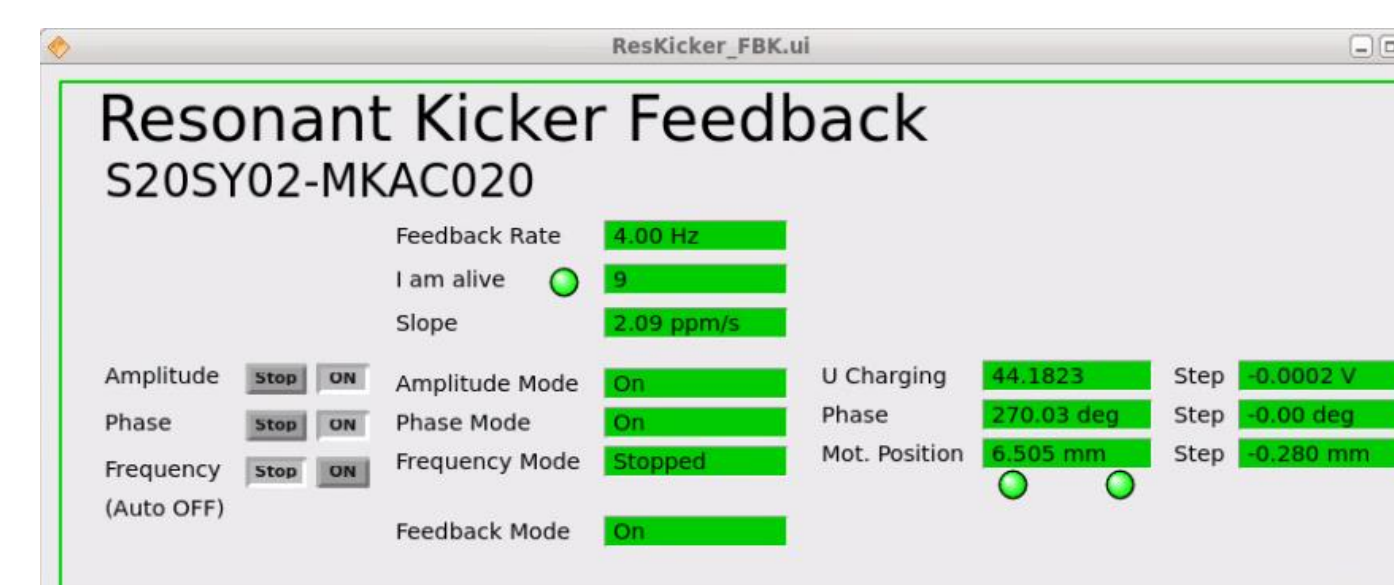 ResKicker_FBK.ui
Resonant Kicker Feedback
S20SY02-MKAC020
Feedback Rate 4.00 Hz
I am alive 9
Slope 2.09 ppm/s
Amplitude Stop ON Amplitude Mode On U Charging 44.1823 Step -0.0002 V
Phase Stop ON Phase Mode On Phase 270.03 deg Step -0.00 deg
Frequency Stop ON Frequency Mode Stopped Mot. Position 6.505 mm Step -0.280 mm
(Auto OFF)
Feedback Mode On